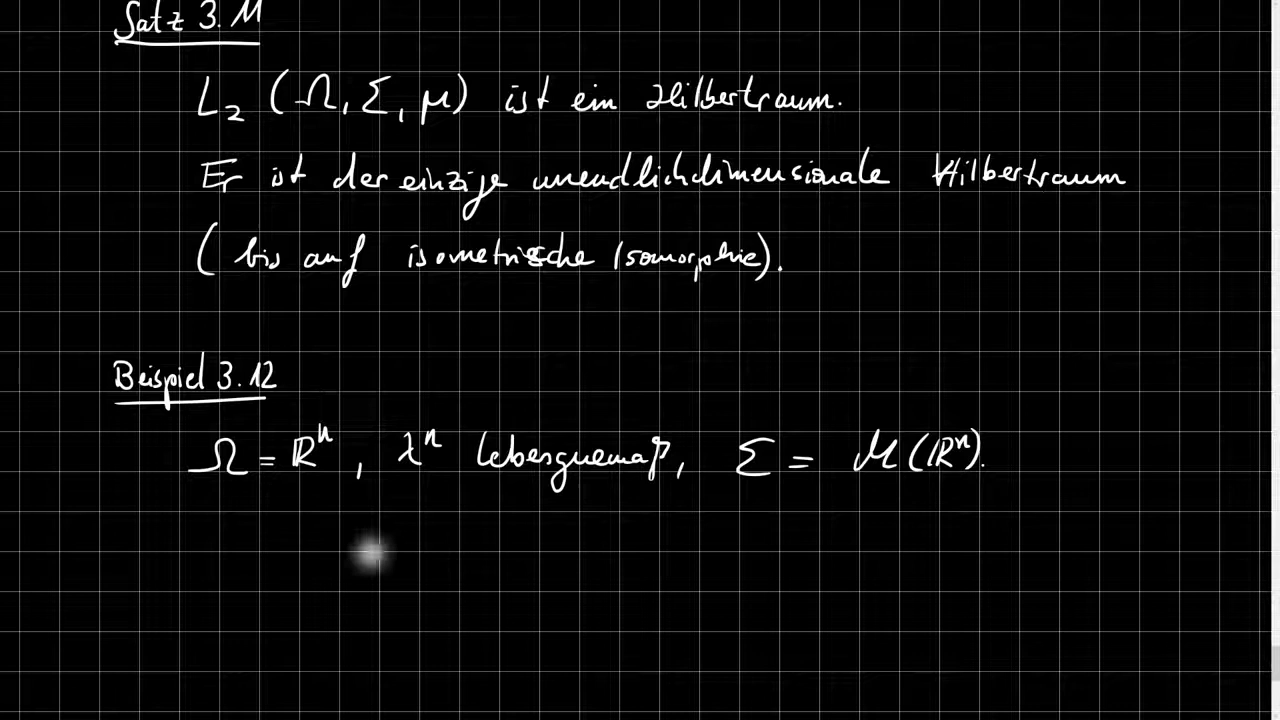 Satz 3.11
L₂ (Ω, Σ, μ) ist ein Hilbertraum.
Er ist der einzige unendlichdimensionale Hilbertraum
(bis auf isometrische Isomorphie).
Beispiel 3.12
Ω = ℝⁿ, λⁿ Lebesguemaß, Σ = M(ℝⁿ).